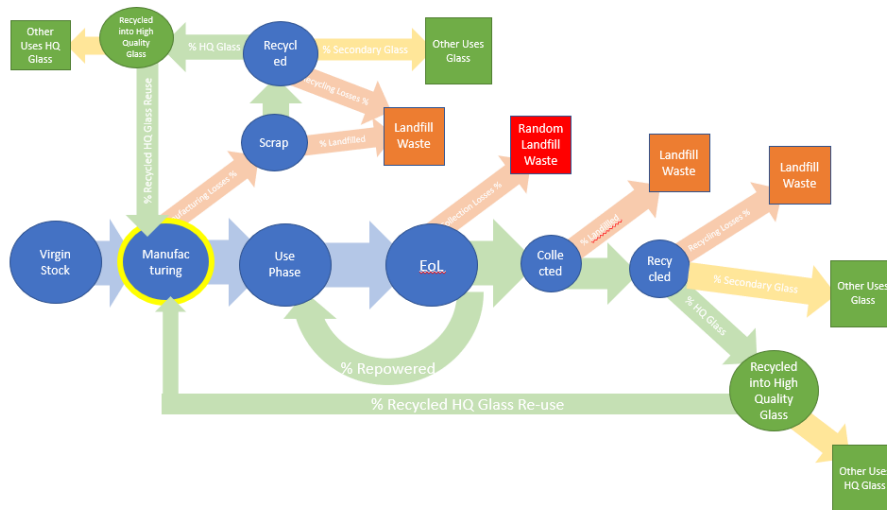 Other
Uses HQ
Glass
Recycled
into High
Quality
Glass
% HQ Glass
Recycl
ed
% Secondary Glass
Other Uses
Glass
% Recycled HQ Glass Reuse
Recycling Losses %
Scrap
% Landfilled
Landfill
Waste
Random
Landfill
Waste
Landfill
Waste
Landfill
Waste
Manufacturing Losses %
Collection Losses %
% Landfilled
Recycling Losses %
Virgin
Stock
Manufac
turing
Use
Phase
EoL
Colle
cted
Recy
cled
% Secondary Glass
Other Uses
Glass
% HQ Glass
% Repowered
Recycled
into High
Quality
Glass
% Recycled HQ Glass Re-use
Other Uses
HQ Glass